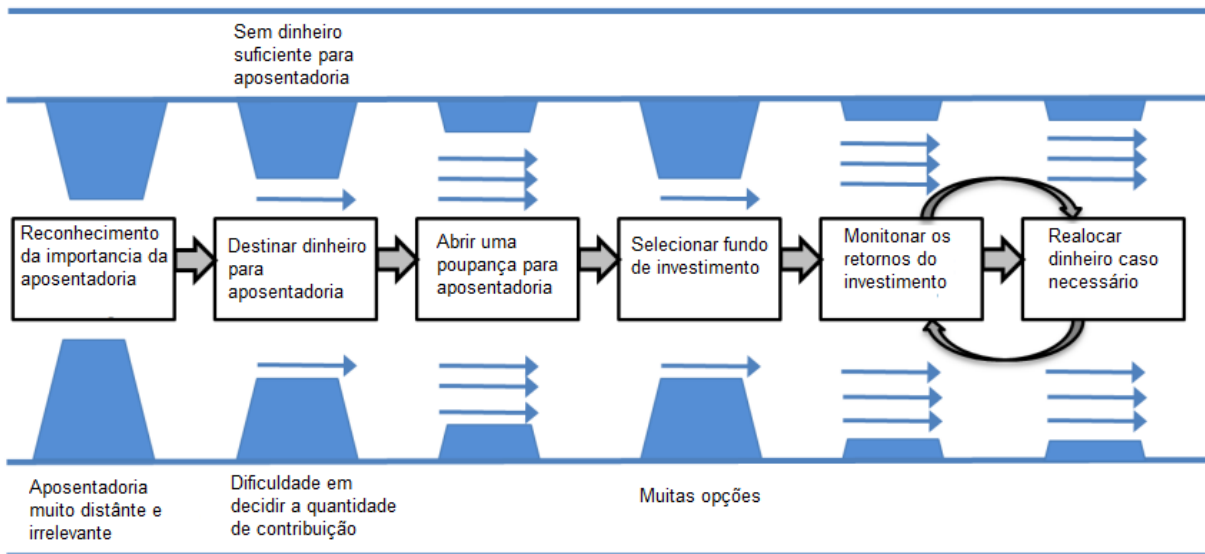 Sem dinheiro
suficiente para
aposentadoria
Reconhecimento
da importancia da
aposentadoria
Destinar dinheiro
para
aposentadoria
Abrir uma
poupança para
aposentadoria
Selecionar fundo
de investimento
Monitonar os
retornos do
investimento
Realocar
dinheiro caso
necessário
Aposentadoria
muito distânte e
irrelevante
Dificuldade em
decidir a quantidade
de contribuição
Muitas opções